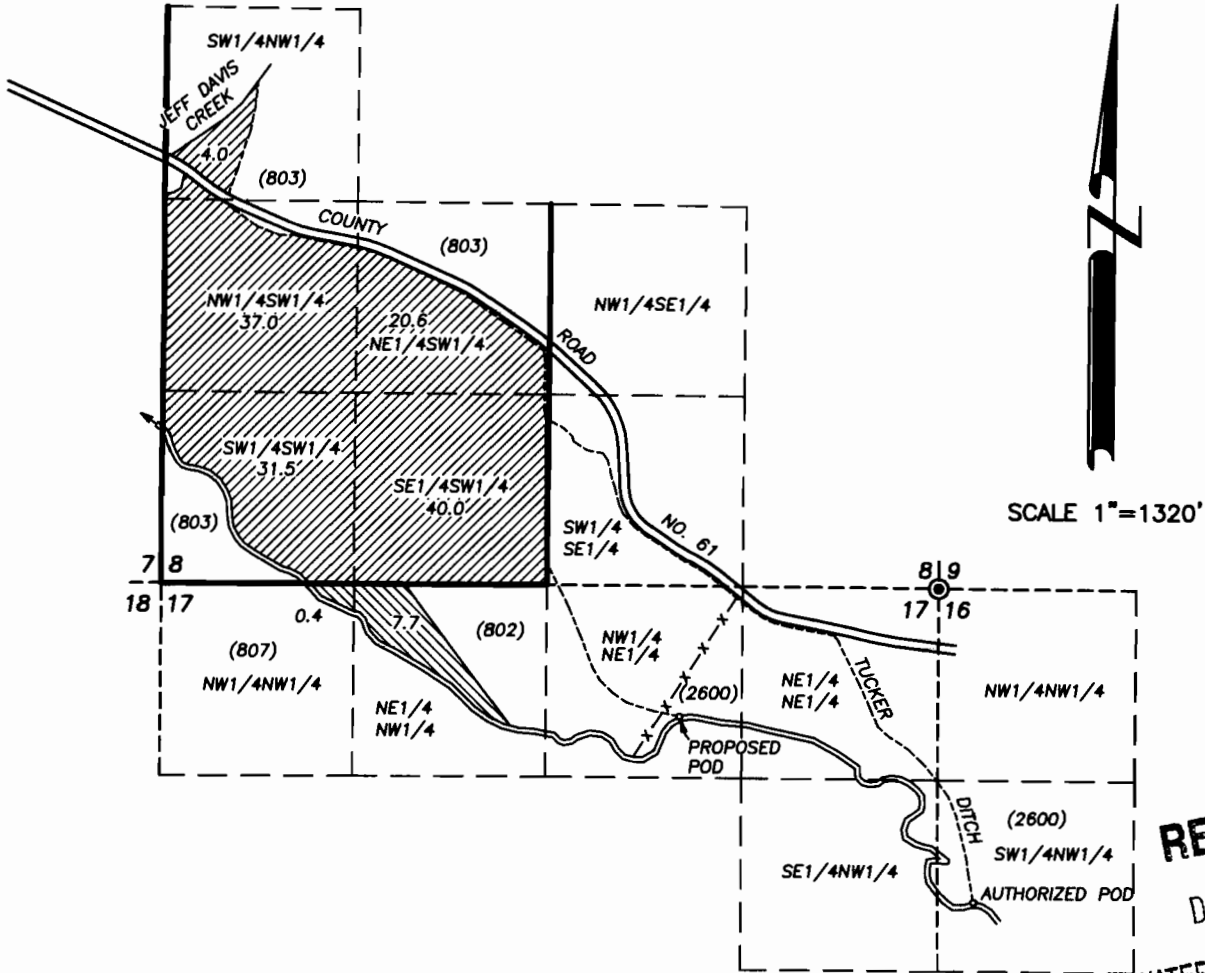 SW1/4NW1/4
JEFF DAVIS
CREEK
4.0
(803)
COUNTY
(803)
NW1/4SW1/4
37.0
20.6
NE1/4SW1/4
NW1/4SE1/4
ROAD
SW1/4SW1/4
31.5
SE1/4SW1/4
40.0
(803)
SW1/4
SE1/4
NO. 61
SCALE 1"=1320'
7 8
18 17
8 9
17 16
0.4
7.7
(802)
(807)
NW1/4NW1/4
NE1/4
NW1/4
NW1/4
NE1/4
(2600)
NE1/4
NE1/4
TUCKER
NW1/4NW1/4
PROPOSED
POD
DITCH
(2600)
SW1/4NW1/4
SE1/4NW1/4
AUTHORIZED POD
RE
D